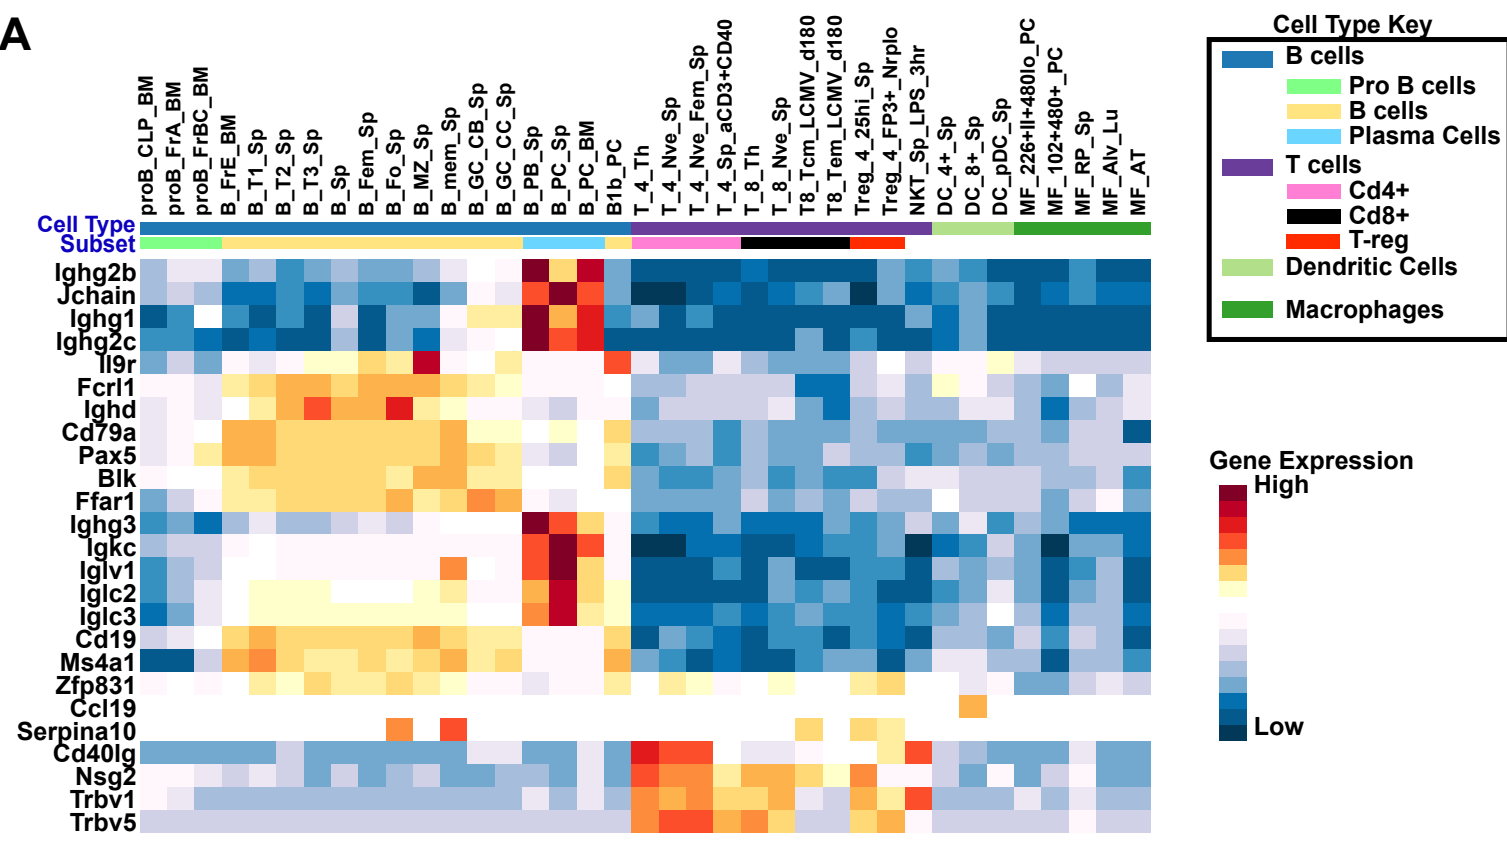 A
proB_CLP_BM
proB_FrA_BM
proB_FrBC_BM
B_FrE_BM
B_T1_Sp
B_T2_Sp
B_T3_Sp
B_Sp
B_Fem_Sp
B_Fo_Sp
B_MZ_Sp
B_mem_Sp
B_GC_CB_Sp
B_GC_CC_Sp
B_PB_Sp
B_PC_Sp
B_PC_BM
B1b_PC
T_4_Th
T_4_Nve_Sp
T_4_Nve_Fem_Sp
T_4_Sp_aCD3+CD40
T_8_Th
T_8_Nve_Sp
T8_Tcm_LCMV_d180
T8_Tem_LCMV_d180
Treg_4_25hi_Sp
Treg_4_FP3+_Nrplo
NKT_Sp_LPS_3hr
DC_4+_Sp
DC_8+_Sp
DC_pDC_Sp
MF_226+II+480lo_PC
MF_102+480+_PC
MF_RP_Sp
MF_Alv_Lu
MF_AT
Cell Type
Subset
Ighg2b
Jchain
Ighg1
Ighg2c
Il9r
Fcrl1
Ighd
Cd79a
Pax5
Blk
Ffar1
Ighg3
Igkc
Iglv1
Iglc2
Iglc3
Cd19
Ms4a1
Zfp831
Ccl19
Serpina10
Cd40lg
Nsg2
Trbv1
Trbv5
Cell Type Key
B cells
Pro B cells
B cells
Plasma Cells
T cells
Cd4+
Cd8+
T-reg
Dendritic Cells
Macrophages
Gene Expression
High
Low